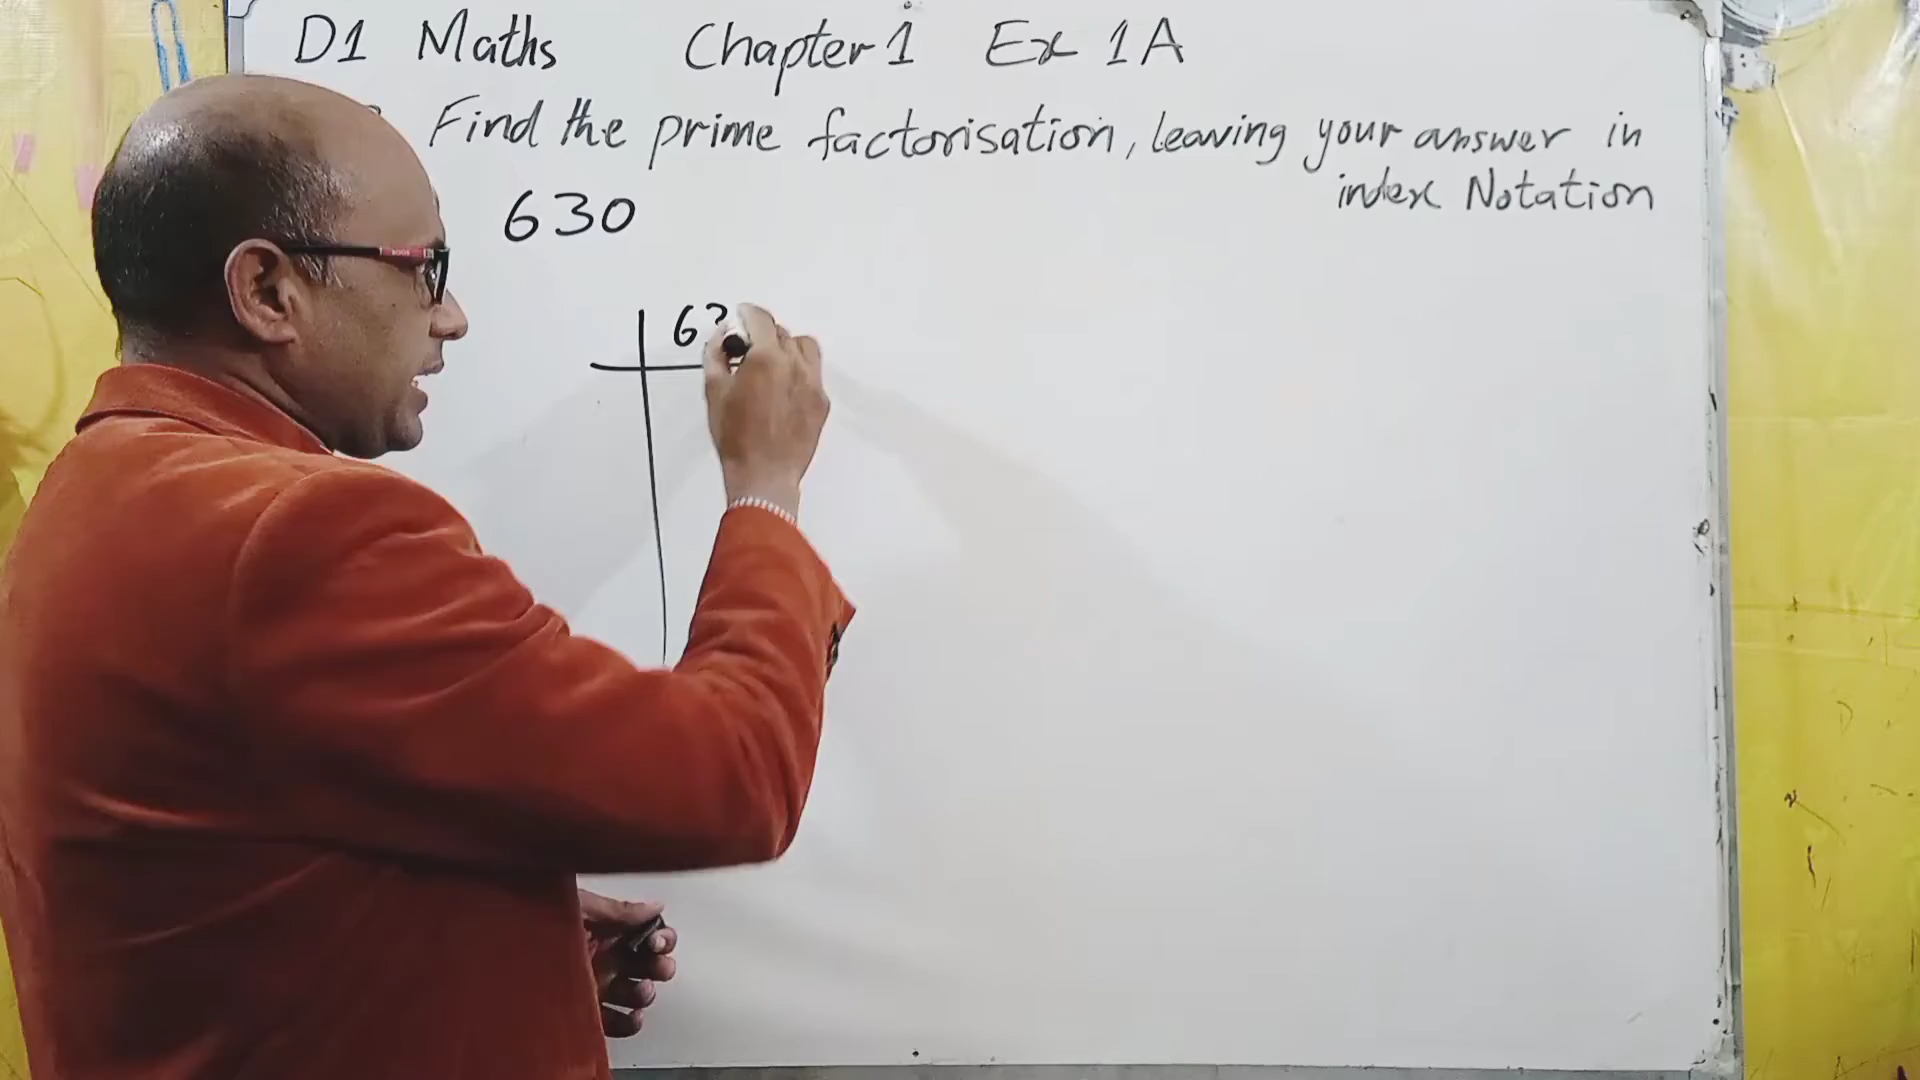 D1 Maths Chapter 1 Ex 1A
Find the prime factorisation, leaving your answer in
index Notation
630
63